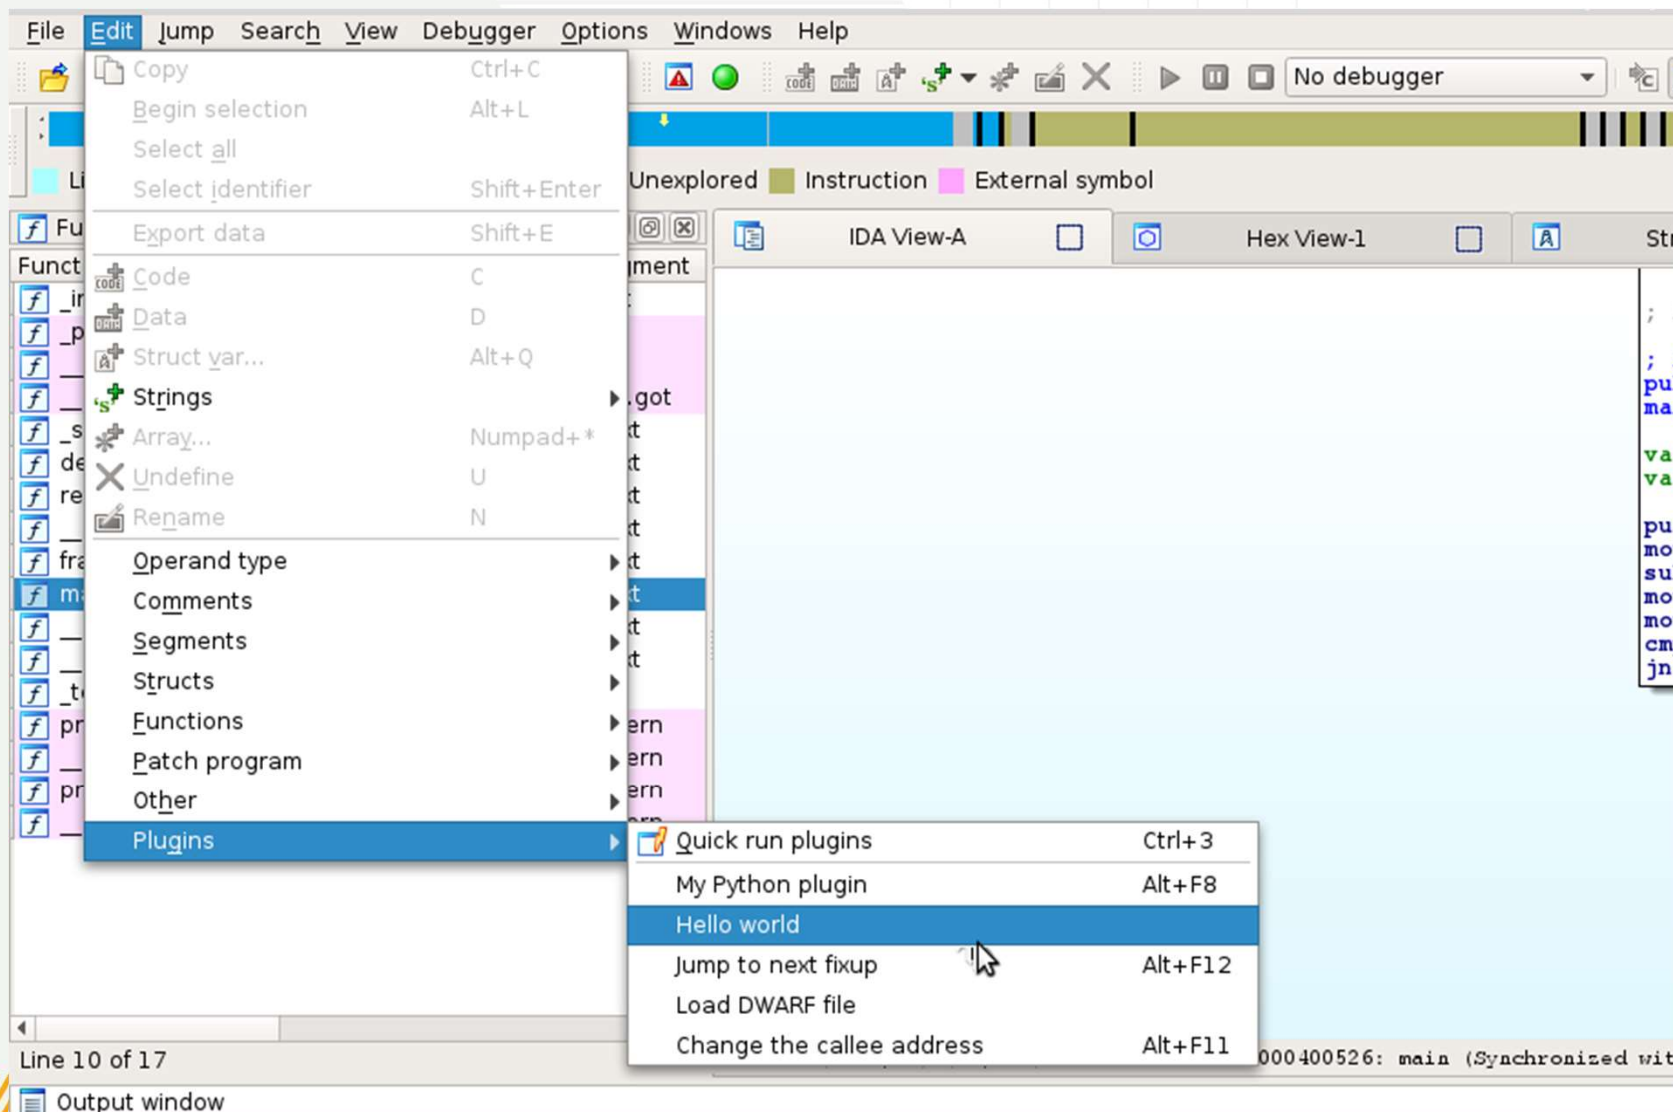 File Edit Jump Search View Debugger Options Windows Help
No debugger
Unexplored Instruction External symbol
Copy Ctrl+C
Begin selection Alt+L
Select all
Select identifier Shift+Enter
Export data Shift+E
Code C
Data D
Struct var... Alt+Q
Strings
Array... Numpad+*
Undefine U
Rename N
Operand type
Comments
Segments
Structs
Functions
Patch program
Other
Plugins
Quick run plugins Ctrl+3
My Python plugin Alt+F8
Hello world
Jump to next fixup Alt+F12
Load DWARF file
Change the callee address Alt+F11
IDA View-A Hex View-1
.got
Line 10 of 17
000400526: main (Synchronized wit
Output window